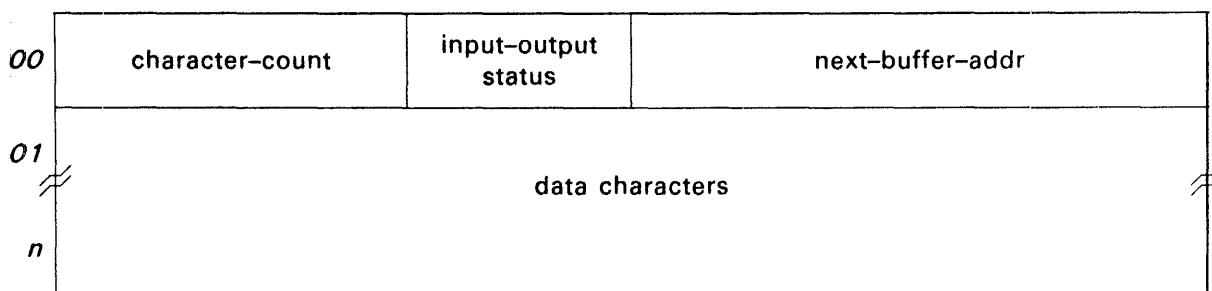 00
character–count
input–output
status
next–buffer–addr
01
data characters
n